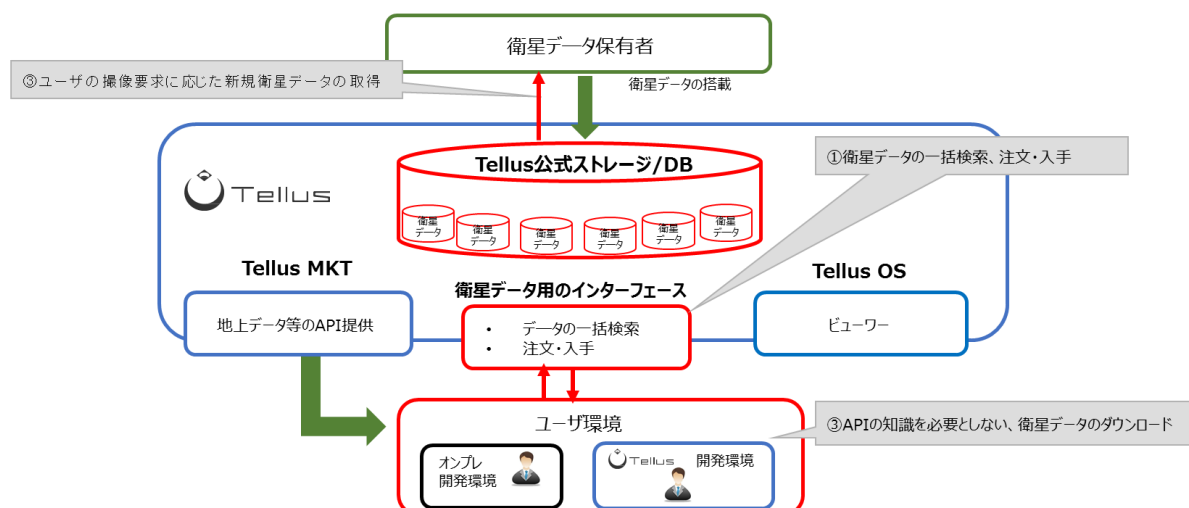 衛星データ保有者
③ユーザの撮像要求に応じた新規衛星データの取得
衛星データの搭載
①衛星データの一括検索、注文・入手
Tellus公式ストレージ/DB
Tellus
衛星
データ
衛星
データ
衛星
データ
衛星
データ
衛星
データ
衛星
データ
Tellus MKT
Tellus OS
衛星データ用のインターフェース
地上データ等のAPI提供
• データの一括検索
• 注文・入手
ビューワー
ユーザ環境
③APIの知識を必要としない、衛星データのダウンロード
オンプレ
開発環境
Tellus 開発環境